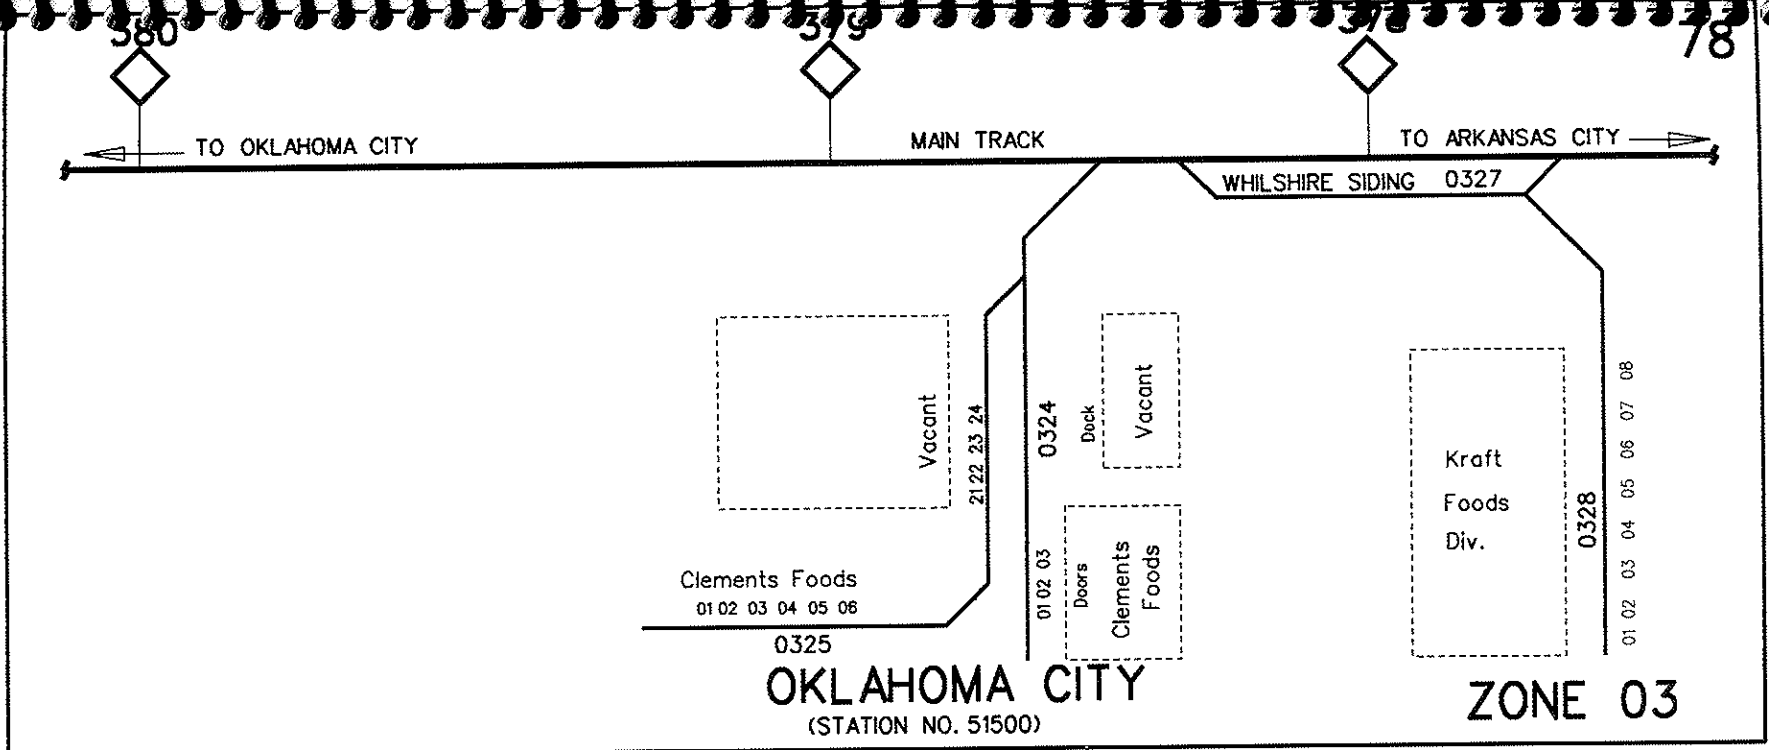 380
379
378
78
TO OKLAHOMA CITY
MAIN TRACK
TO ARKANSAS CITY
WHILSHIRE SIDING 0327
Vacant
21 22 23 24
0324
Dock
Vacant
Kraft
Foods
Div.
0328
01 02 03 04 05 06 07 08
Clements Foods
01 02 03 04 05 06
0325
01 02 03
Doors
Clements
Foods
OKLAHOMA CITY
(STATION NO. 51500)
ZONE 03